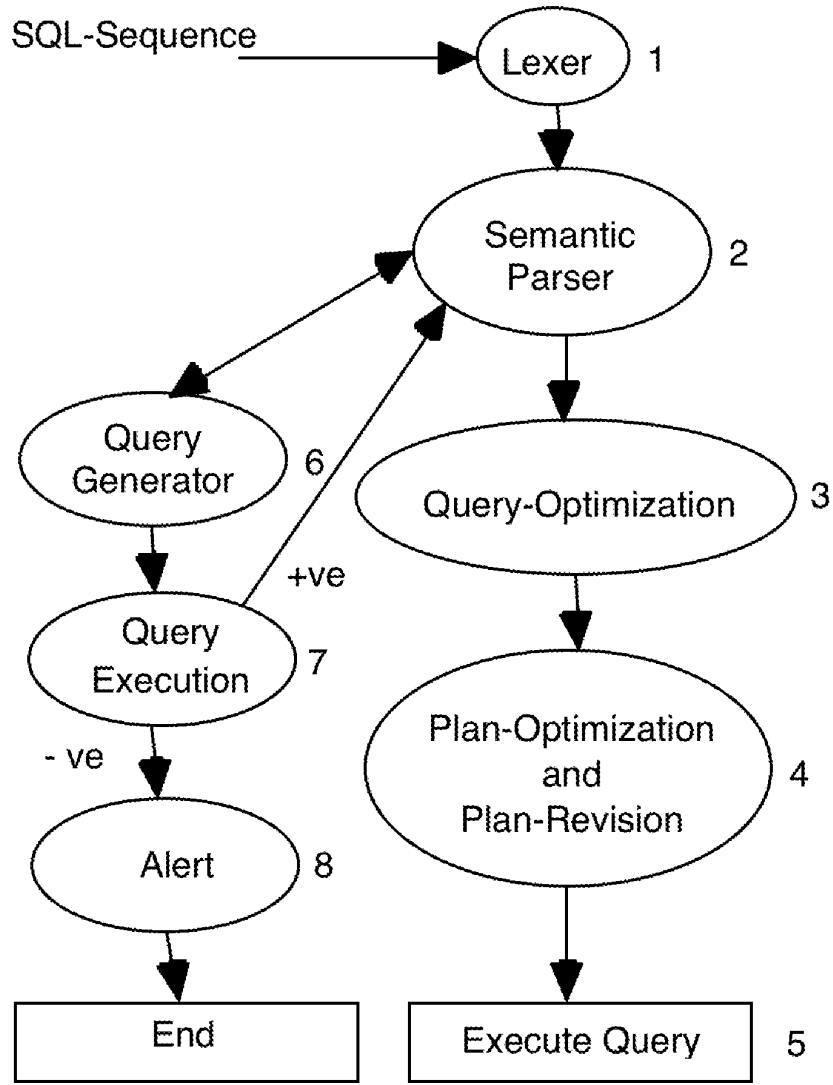 SQL-Sequence
Lexer
1
Semantic
Parser
2
Query
Generator
6
Query-Optimization
3
+ve
Query
Execution
7
- ve
Plan-Optimization
and
Plan-Revision
4
Alert
8
End
Execute Query
5